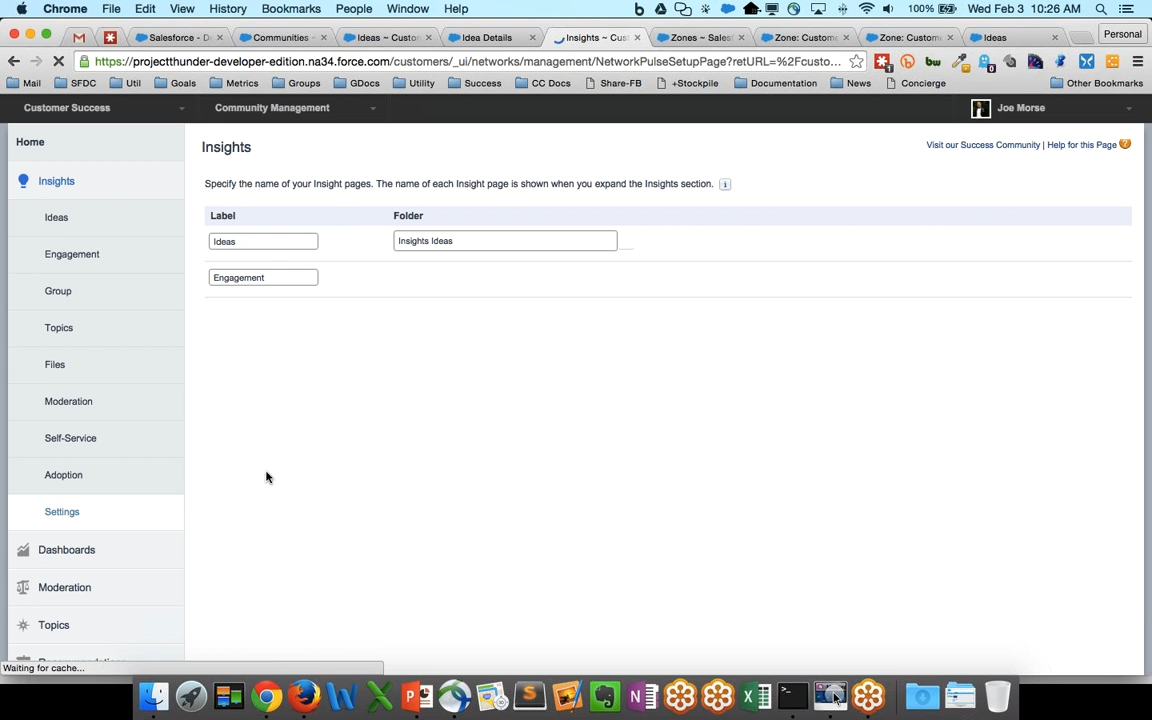 Chrome File Edit View History Bookmarks People Window Help 100% Wed Feb 3 10:26 AM
Salesforce - D Communities ~ Ideas ~ Custo Idea Details Insights ~ Cus Zones ~ Sales Zone: Custome Zone: Custom Ideas Personal
https://projectthunder-developer-edition.na34.force.com/customers/_ui/networks/management/NetworkPulseSetupPage?retURL=%2Fcusto...
Mail SFDC Util Goals Metrics Groups GDocs Utility Success CC Docs Share-FB +Stockpile Documentation News Concierge Other Bookmarks
Customer Success Community Management Joe Morse
Home
Insights
Visit our Success Community | Help for this Page
Insights
Specify the name of your Insight pages. The name of each Insight page is shown when you expand the Insights section.
Ideas
Label Folder
Ideas Insights Ideas
Engagement
Engagement
Group
Topics
Files
Moderation
Self-Service
Adoption
Settings
Dashboards
Moderation
Topics
Waiting for cache...